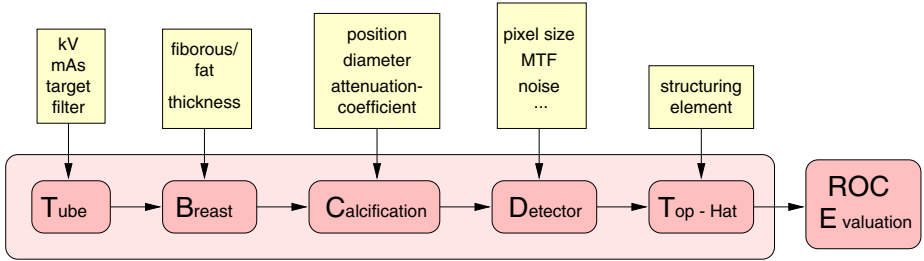 kV
mAs
target
filter
fiborous/
fat
thickness
position
diameter
attenuation-
coefficient
pixel size
MTF
noise
...
structuring
element
Tube
Breast
Calcification
Detector
Top - Hat
ROC
E valuation